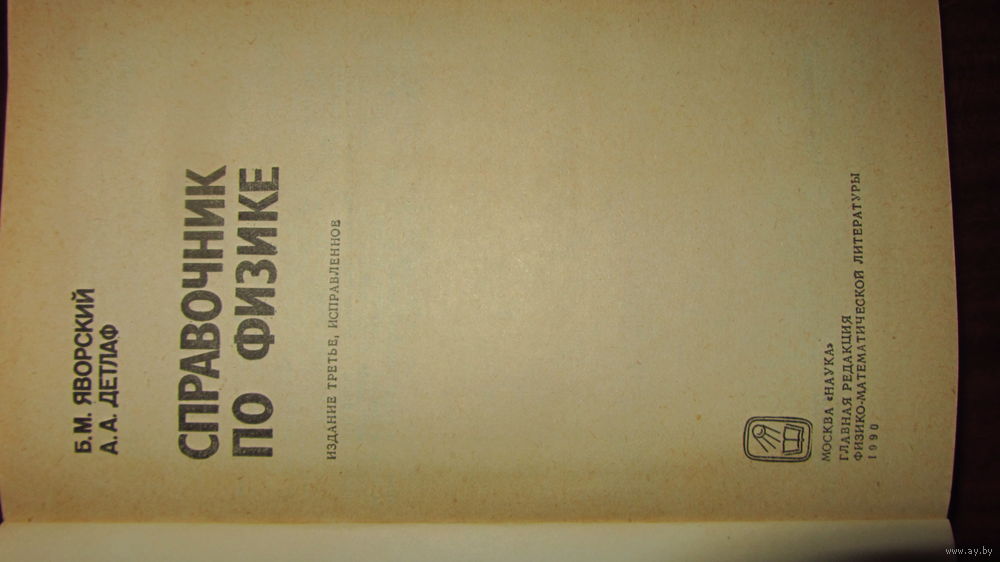 Б. М. ЯВОРСКИЙ
А. А. ДЕТЛАФ
СПРАВОЧНИК
ПО ФИЗИКЕ
ИЗДАНИЕ ТРЕТЬЕ, ИСПРАВЛЕННОЕ
МОСКВА «НАУКА»
ГЛАВНАЯ РЕДАКЦИЯ
ФИЗИКО-МАТЕМАТИЧЕСКОЙ ЛИТЕРАТУРЫ
1990
www.ay.by